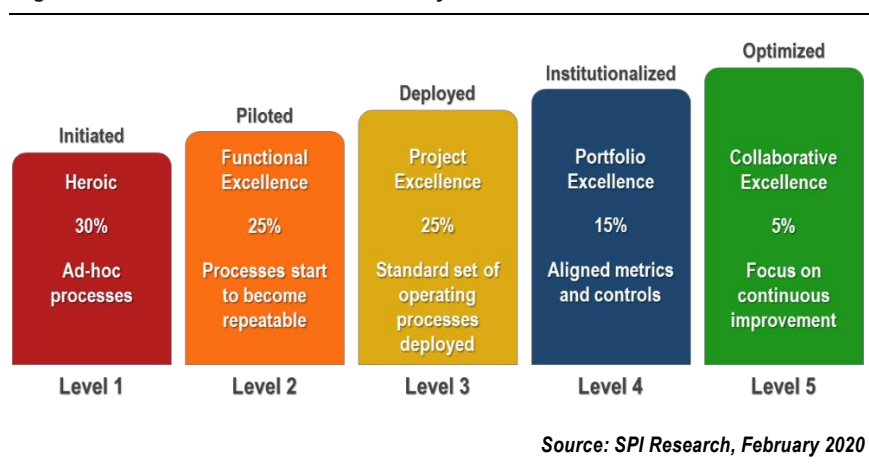 Initiated
Heroic
30%
Ad-hoc
processes
Level 1
Piloted
Functional
Excellence
25%
Processes start
to become
repeatable
Level 2
Deployed
Project
Excellence
25%
Standard set of
operating
processes
deployed
Level 3
Institutionalized
Portfolio
Excellence
15%
Aligned metrics
and controls
Level 4
Optimized
Collaborative
Excellence
5%
Focus on
continuous
improvement
Level 5
Source: SPI Research, February 2020